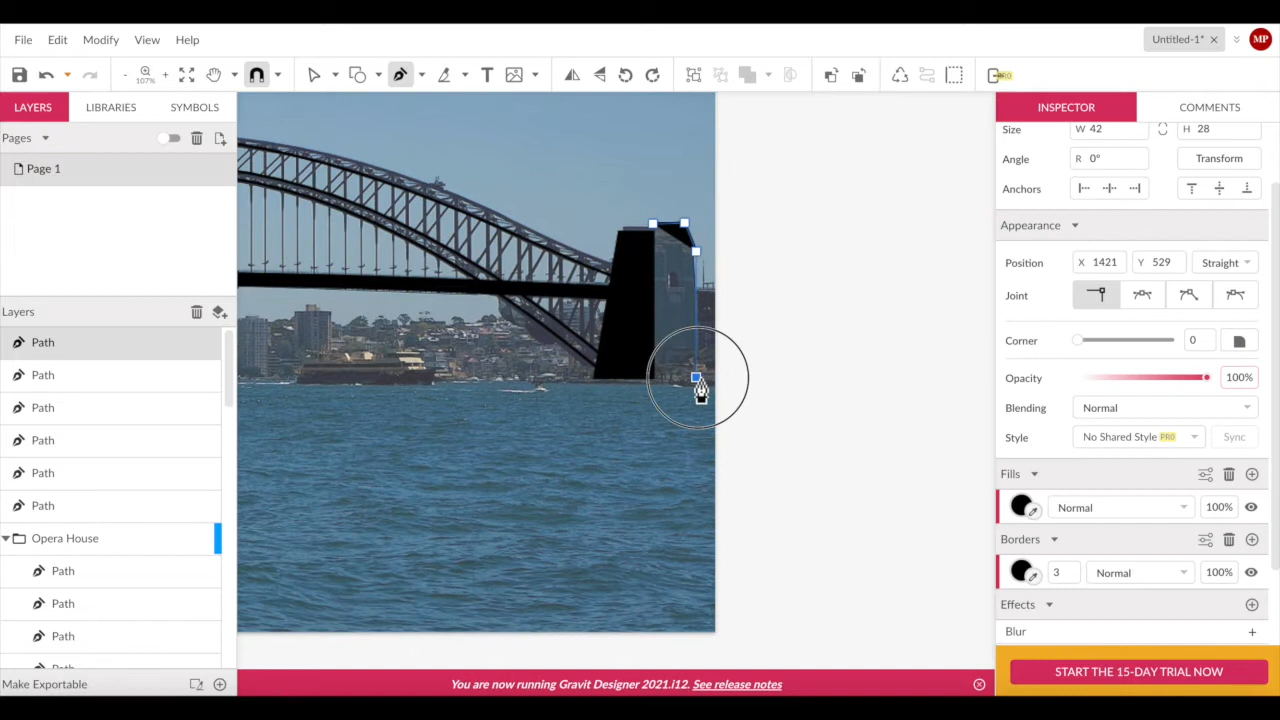 File Edit Modify View Help
Untitled-1* MP
107%
PRO
LAYERS LIBRARIES SYMBOLS
INSPECTOR COMMENTS
Pages
Page 1
Layers
Path
Path
Path
Path
Path
Path
Opera House
Path
Path
Path
Path
Make Exportable
Size W 42 H 28
Angle R 0° Transform
Anchors
Appearance
Position X 1421 Y 529 Straight
Joint
Corner 0
Opacity 100%
Blending Normal
Style No Shared Style PRO Sync
Fills
Normal 100%
Borders
3 Normal 100%
Effects
Blur
START THE 15-DAY TRIAL NOW
You are now running Gravit Designer 2021.i12. See release notes